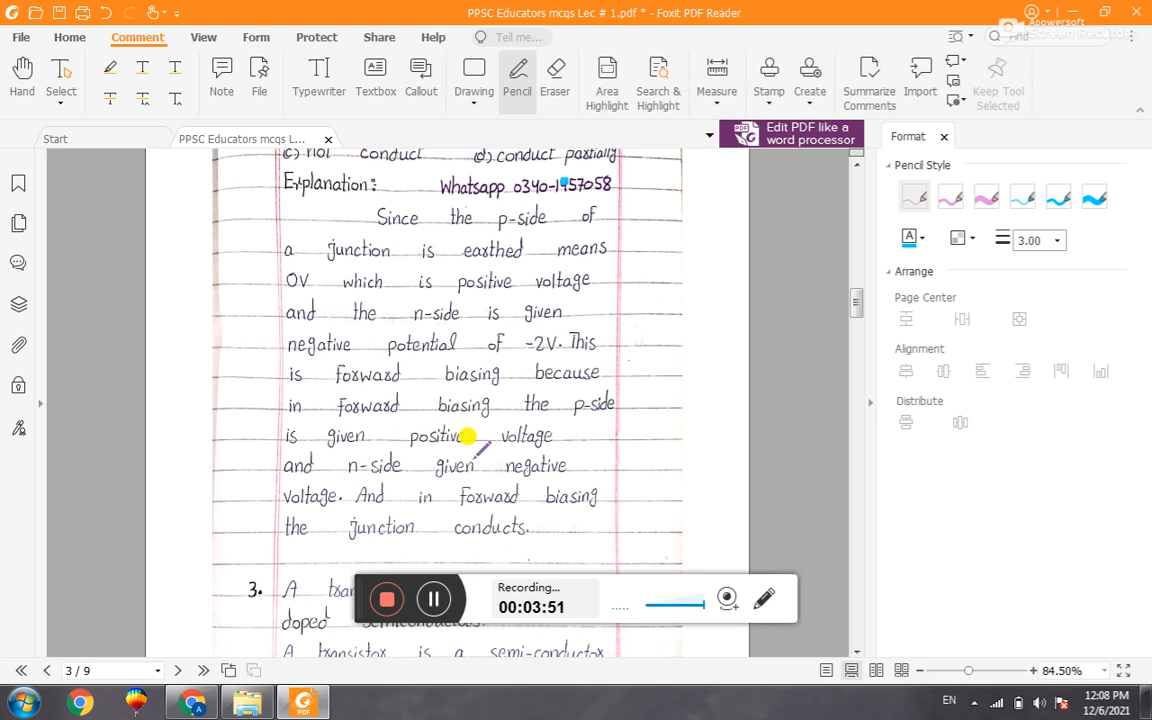 PPSC Educators mcqs Lec # 1.pdf * - Foxit PDF Reader
Apowersoft
Screen Recorder
File Home Comment View Form Protect Share Help Tell me... Find
Hand Select Note File Typewriter Textbox Callout Drawing Pencil Eraser Area Highlight Search & Highlight Measure Stamp Create Summarize Comments Import Keep Tool Selected
Start
PPSC Educators mcqs L...
Edit PDF like a word processor
Format
Pencil Style
3.00
Arrange
Page Center
Alignment
Distribute
(c) not conduct (d) conduct partially
Explanation: Whatsapp 0340-1957058
Since the p-side of
a junction is earthed means
0V which is positive voltage
and the n-side is given
negative potential of -2V. This
is forward biasing because
in forward biasing the p-side
is given positive voltage
and n-side given negative
voltage. And in forward biasing
the junction conducts.
3. A
doped semiconductors.
A transistor is a semi-conductor
Recording...
00:03:51
3 / 9
84.50%
EN
12:08 PM
12/6/2021